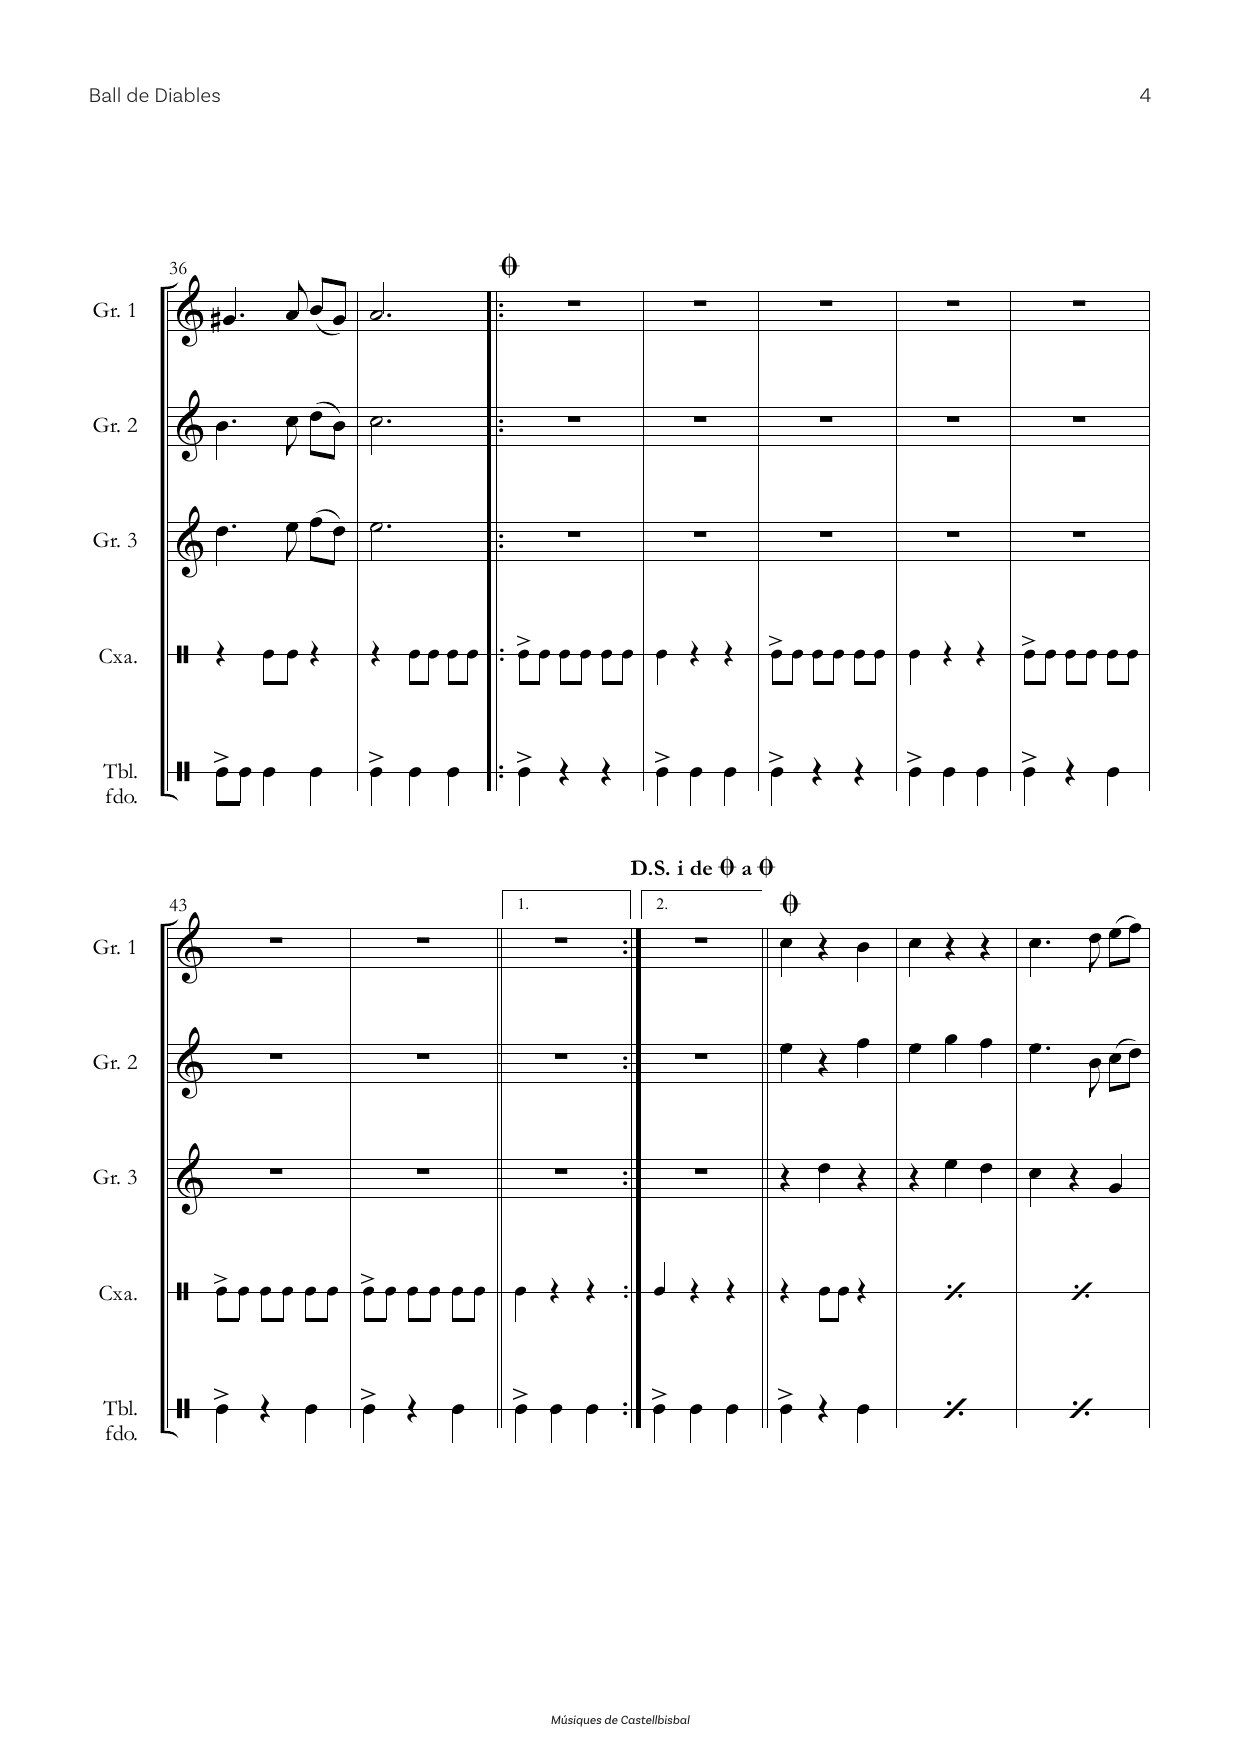 Ball de Diables 4
36
Gr. 1
Gr. 2
Gr. 3
Cxa.
Tbl.
fdo.
D.S. i de 𝄌 a 𝄌
43
1.
2.
Gr. 1
Gr. 2
Gr. 3
Cxa.
Tbl.
fdo.
Músiques de Castellbisbal